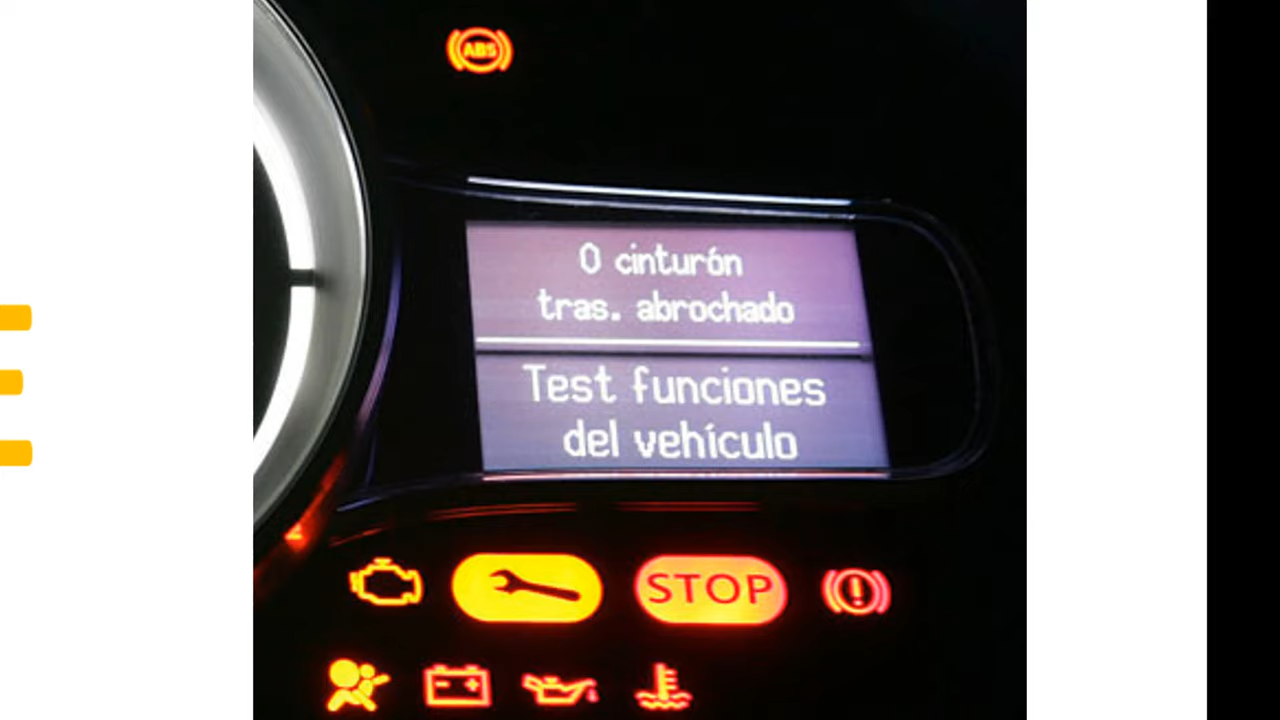 ABS
0 cinturón
tras. abrochado
Test funciones
del vehículo
STOP